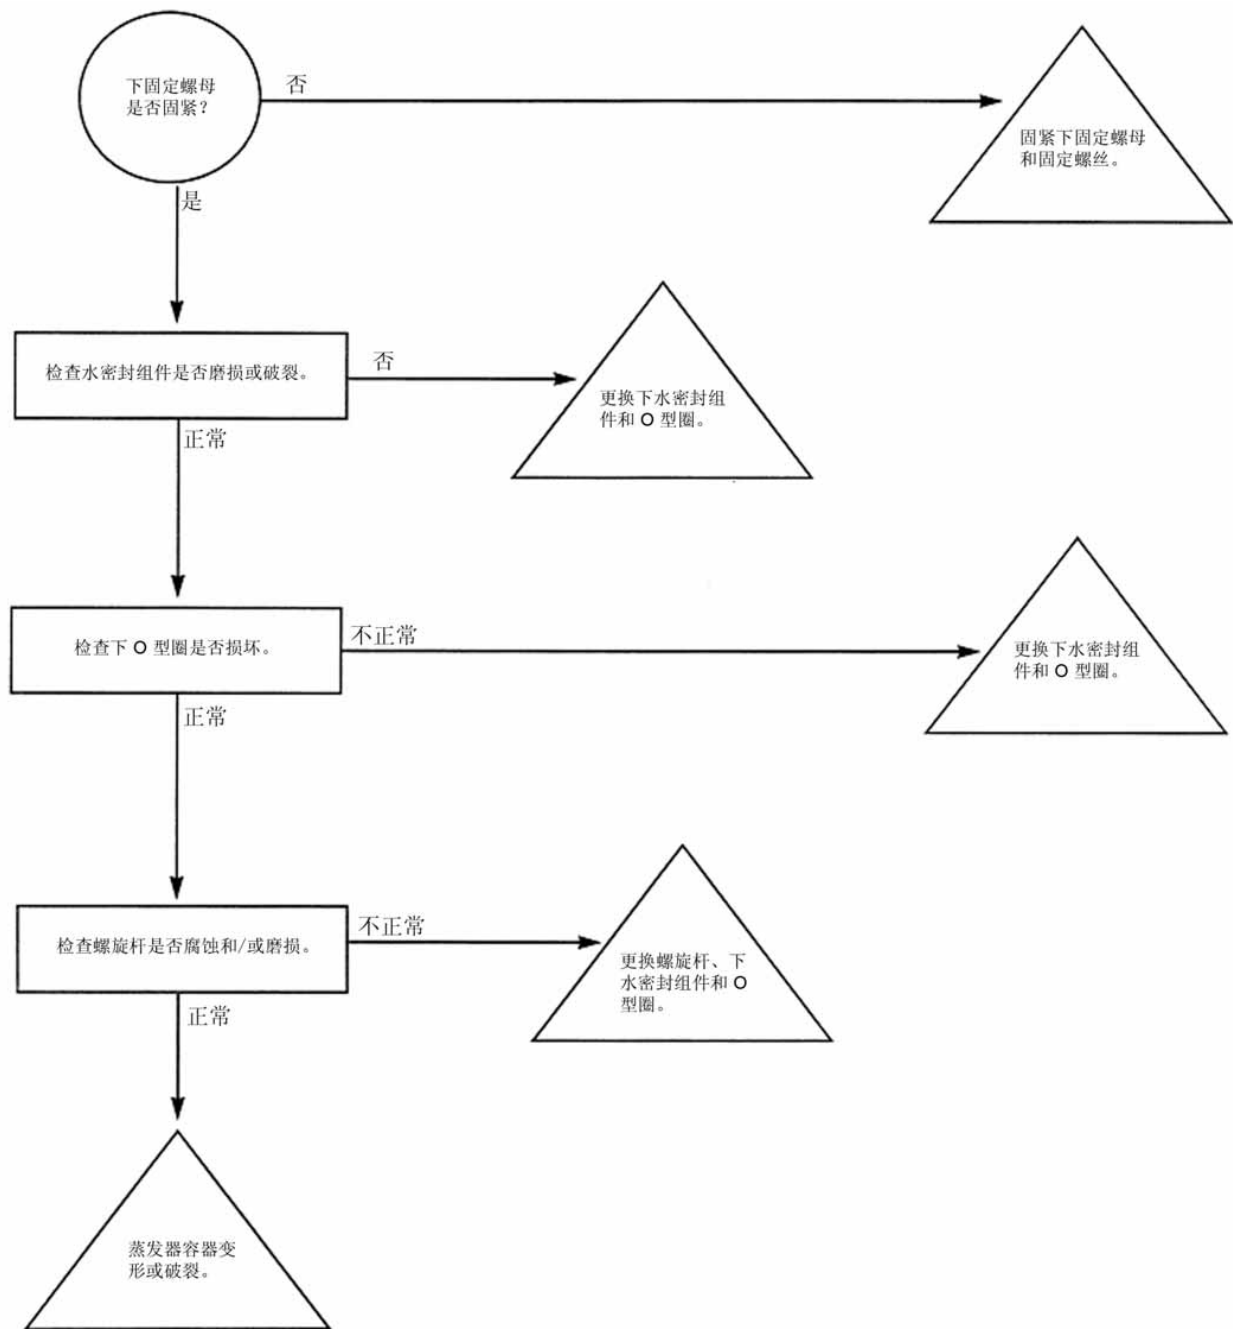 下固定螺母
是否固紧？
否
固紧下固定螺母
和固定螺丝。
是
检查水密封组件是否磨损或破裂。
否
更换下水密封组
件和 O 型圈。
正常
检查下 O 型圈是否损坏。
不正常
更换下水密封组
件和 O 型圈。
正常
检查螺旋杆是否腐蚀和/或磨损。
不正常
更换螺旋杆、下
水密封组件和 O
型圈。
正常
蒸发器容器变
形或破裂。